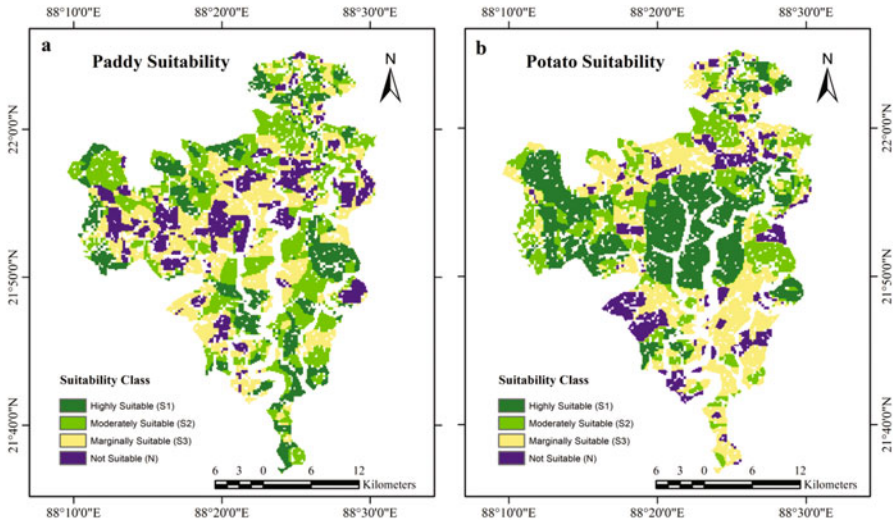 88°10'0"E 88°20'0"E 88°30'0"E
88°10'0"E 88°20'0"E 88°30'0"E
a
Paddy Suitability
N
22°0'0"N
21°50'0"N
21°40'0"N
Suitability Class
Highly Suitable (S1)
Moderately Suitable (S2)
Marginally Suitable (S3)
Not Suitable (N)
6 3 0 6 12
Kilometers
88°10'0"E 88°20'0"E 88°30'0"E
b
Potato Suitability
N
Suitability Class
Highly Suitable (S1)
Moderately Suitable (S2)
Marginally Suitable (S3)
Not Suitable (N)
6 3 0 6 12
Kilometers
22°0'0"N
21°50'0"N
21°40'0"N
88°10'0"E 88°20'0"E 88°30'0"E